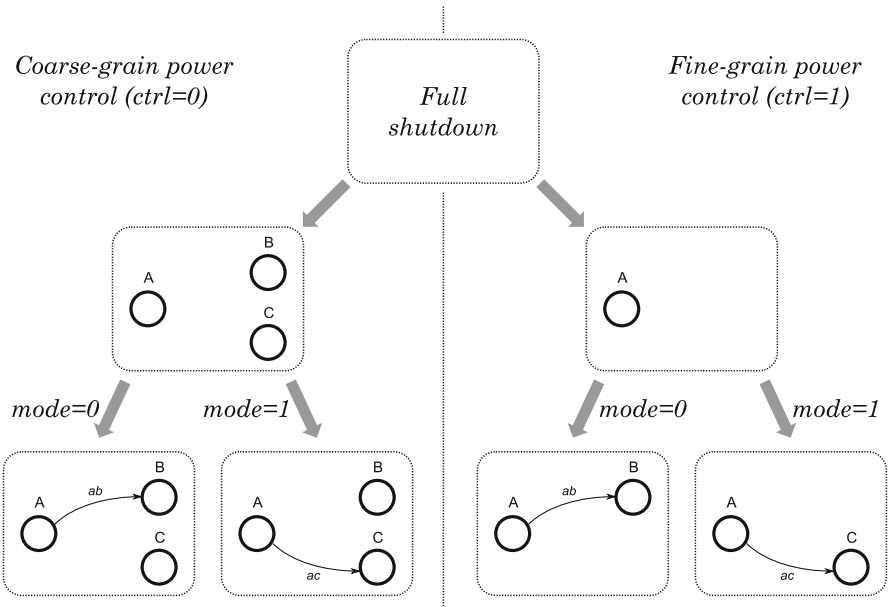 Coarse-grain power
control (ctrl=0)
Full
shutdown
Fine-grain power
control (ctrl=1)
A
B
C
A
mode=0
mode=1
mode=0
mode=1
A
ab
B
C
A
B
ac
C
A
ab
B
A
ac
C